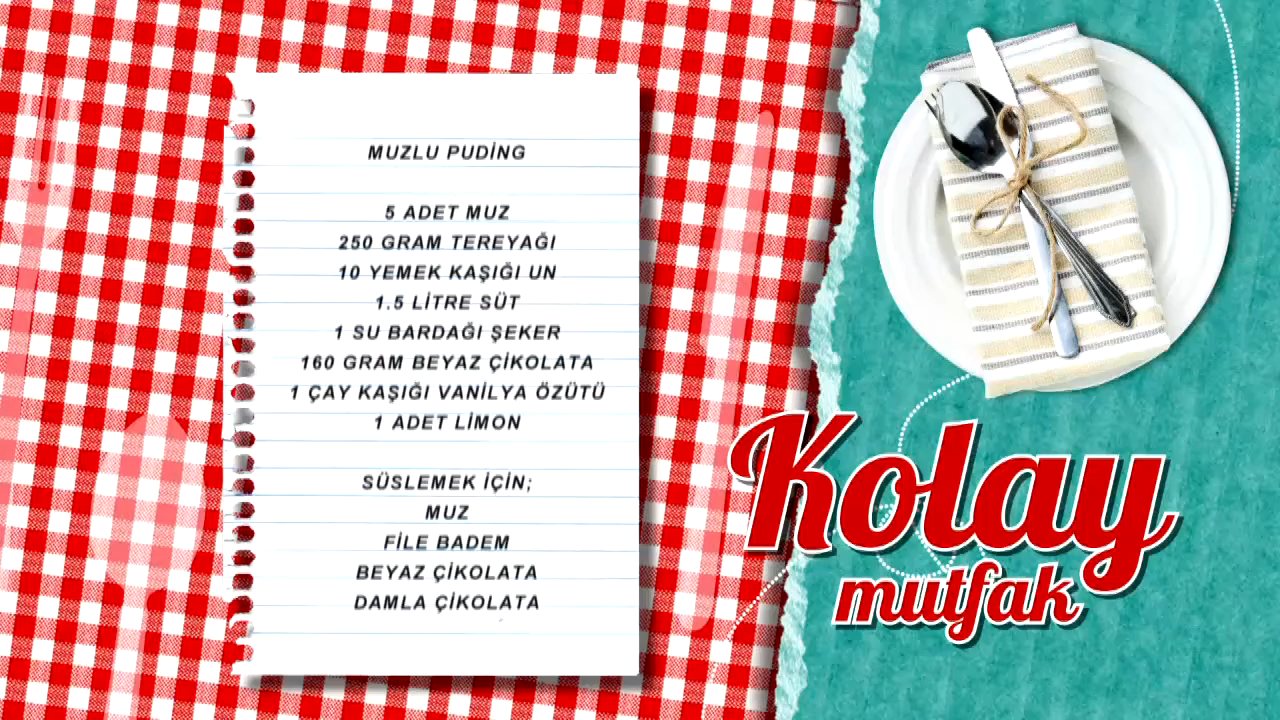 MUZLU PUDİNG
5 ADET MUZ
250 GRAM TEREYAĞI
10 YEMEK KAŞIĞI UN
1.5 LİTRE SÜT
1 SU BARDAĞI ŞEKER
160 GRAM BEYAZ ÇİKOLATA
1 ÇAY KAŞIĞI VANİLYA ÖZÜTÜ
1 ADET LİMON
SÜSLEMEK İÇİN;
MUZ
FİLE BADEM
BEYAZ ÇİKOLATA
DAMLA ÇİKOLATA
Kolay
mutfak